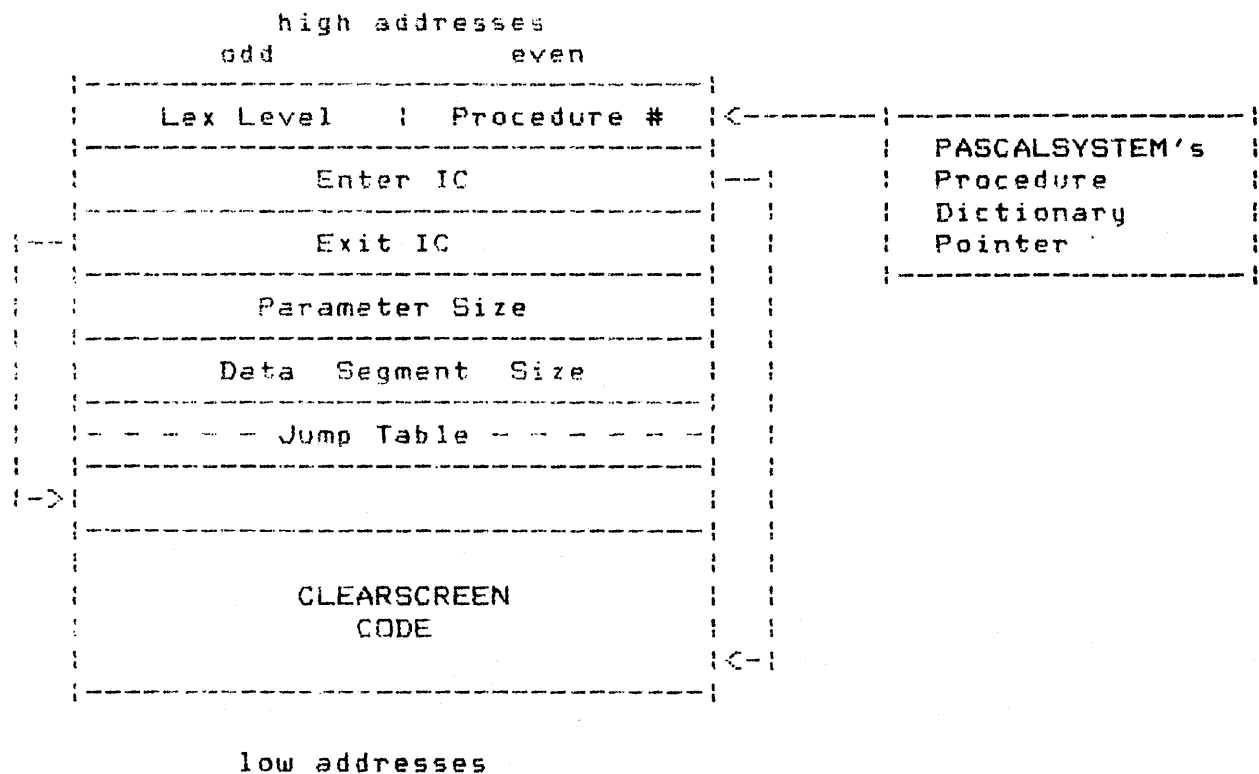 high addresses
odd even
Lex Level Procedure #
PASCALSYSTEM's
Enter IC Procedure
Dictionary
Exit IC Pointer
Parameter Size
Data Segment Size
Jump Table
CLEARSCREEN
CODE
low addresses